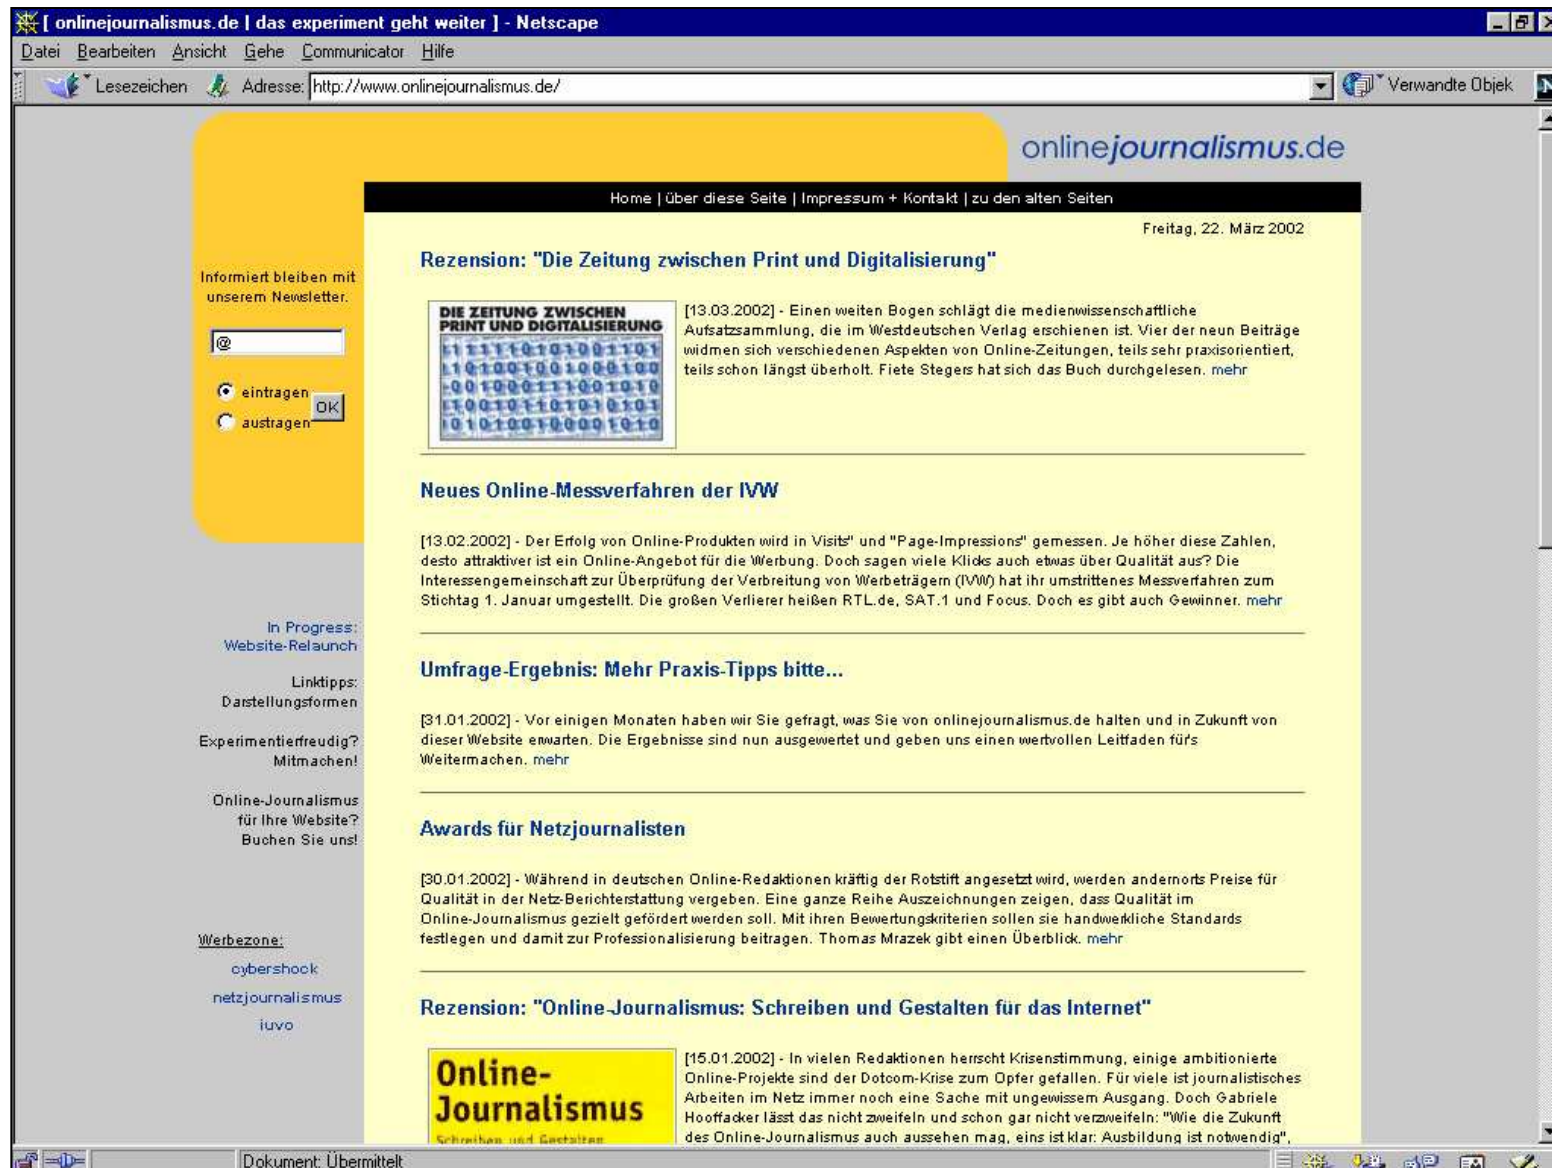 [ onlinejournalismus.de | das experiment geht weiter ] - Netscape
Datei Bearbeiten Ansicht Gehe Communicator Hilfe
Lesezeichen Adresse: http://www.onlinejournalismus.de/ Verwandte Objek N
onlinejournalismus.de
Home | über diese Seite | Impressum + Kontakt | zu den alten Seiten
Freitag, 22. März 2002
Informiert bleiben mit
unserem Newsletter.
@
eintragen
OK
austragen
In Progress:
Website-Relaunch
Linktipps:
Darstellungsformen
Experimentierfreudig?
Mitmachen!
Online-Journalismus
für Ihre Website?
Buchen Sie uns!
Werbezone:
cybershock
netzjournalismus
iuvo
Rezension: "Die Zeitung zwischen Print und Digitalisierung"
DIE ZEITUNG ZWISCHEN
PRINT UND DIGITALISIERUNG
[13.03.2002] - Einen weiten Bogen schlägt die medienwissenschaftliche
Aufsatzsammlung, die im Westdeutschen Verlag erschienen ist. Vier der neun Beiträge
widmen sich verschiedenen Aspekten von Online-Zeitungen, teils sehr praxisorientiert,
teils schon längst überholt. Fiete Stegers hat sich das Buch durchgelesen. mehr
Neues Online-Messverfahren der IVW
[13.02.2002] - Der Erfolg von Online-Produkten wird in Visits" und "Page-Impressions" gemessen. Je höher diese Zahlen,
desto attraktiver ist ein Online-Angebot für die Werbung. Doch sagen viele Klicks auch etwas über Qualität aus? Die
Interessengemeinschaft zur Überprüfung der Verbreitung von Werbeträgern (IVW) hat ihr umstrittenes Messverfahren zum
Stichtag 1. Januar umgestellt. Die großen Verlierer heißen RTL.de, SAT.1 und Focus. Doch es gibt auch Gewinner. mehr
Umfrage-Ergebnis: Mehr Praxis-Tipps bitte...
[31.01.2002] - Vor einigen Monaten haben wir Sie gefragt, was Sie von onlinejournalismus.de halten und in Zukunft von
dieser Website erwarten. Die Ergebnisse sind nun ausgewertet und geben uns einen wertvollen Leitfaden für's
Weitermachen. mehr
Awards für Netzjournalisten
[30.01.2002] - Während in deutschen Online-Redaktionen kräftig der Rotstift angesetzt wird, werden andernorts Preise für
Qualität in der Netz-Berichterstattung vergeben. Eine ganze Reihe Auszeichnungen zeigen, dass Qualität im
Online-Journalismus gezielt gefördert werden soll. Mit ihren Bewertungskriterien sollen sie handwerkliche Standards
festlegen und damit zur Professionalisierung beitragen. Thomas Mrazek gibt einen Überblick. mehr
Rezension: "Online-Journalismus: Schreiben und Gestalten für das Internet"
Online-
Journalismus
Schreiben und Gestalten
[15.01.2002] - In vielen Redaktionen herrscht Krisenstimmung, einige ambitionierte
Online-Projekte sind der Dotcom-Krise zum Opfer gefallen. Für viele ist journalistisches
Arbeiten im Netz immer noch eine Sache mit ungewissem Ausgang. Doch Gabriele
Hooffacker lässt das nicht zweifeln und schon gar nicht verzweifeln: "Wie die Zukunft
des Online-Journalismus auch aussehen mag, eins ist klar: Ausbildung ist notwendig",
Dokument: Übermittelt